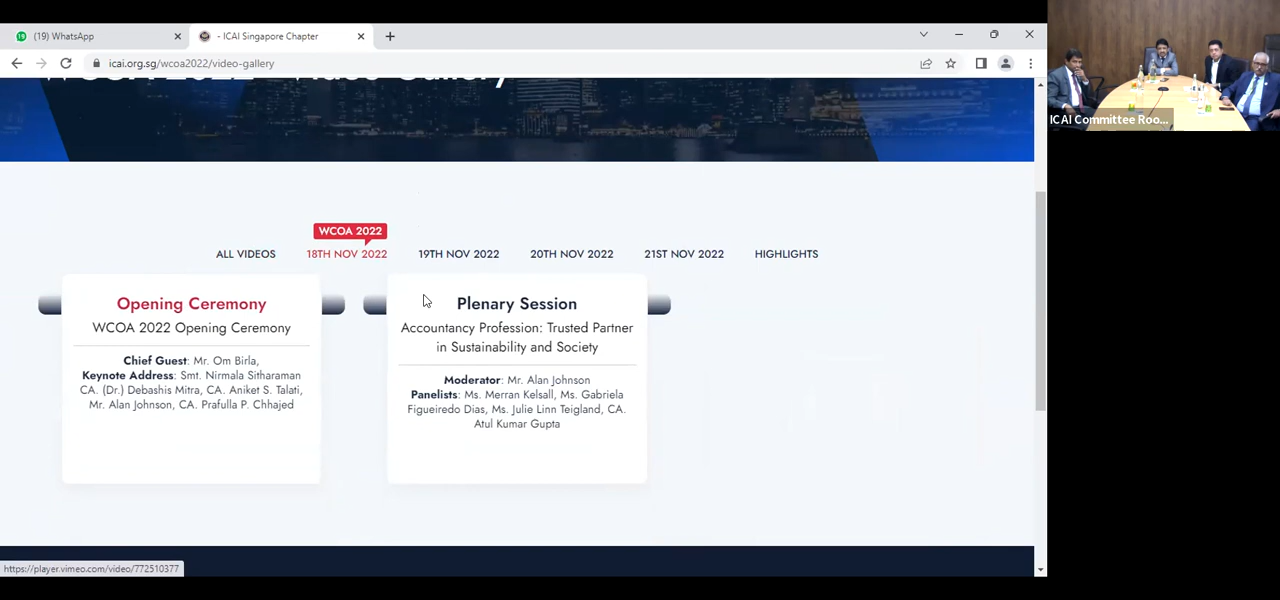 (19) WhatsApp
- ICAI Singapore Chapter
icai.org.sg/wcoa2022/video-gallery
WCOA 2022 - Video Gallery
WCOA 2022
ALL VIDEOS
18TH NOV 2022
19TH NOV 2022
20TH NOV 2022
21ST NOV 2022
HIGHLIGHTS
Opening Ceremony
WCOA 2022 Opening Ceremony
Chief Guest: Mr. Om Birla,
Keynote Address: Smt. Nirmala Sitharaman
CA. (Dr.) Debashis Mitra, CA. Aniket S. Talati,
Mr. Alan Johnson, CA. Prafulla P. Chhajed
Plenary Session
Accountancy Profession: Trusted Partner
in Sustainability and Society
Moderator: Mr. Alan Johnson
Panelists: Ms. Merran Kelsall, Ms. Gabriela
Figueiredo Dias, Ms. Julie Linn Teigland, CA.
Atul Kumar Gupta
https://player.vimeo.com/video/772510377
ICAI Committee Roo...